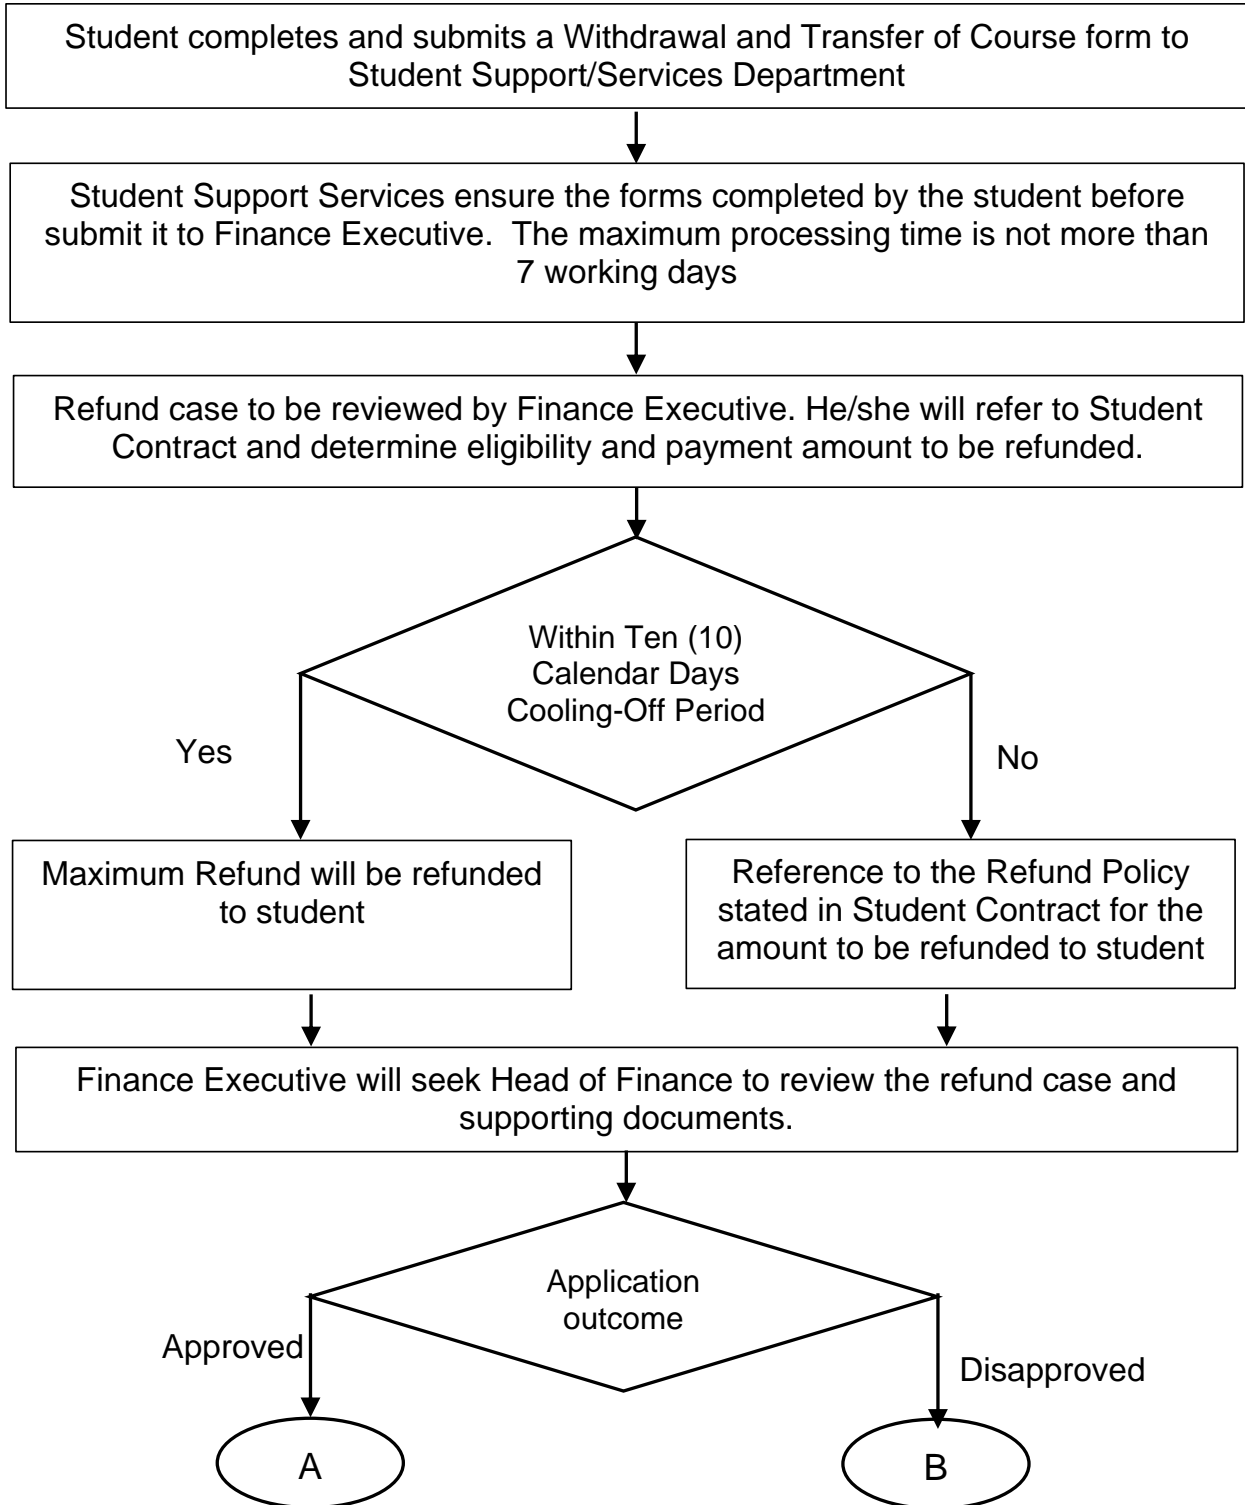 Student completes and submits a Withdrawal and Transfer of Course form to
Student Support/Services Department
Student Support Services ensure the forms completed by the student before
submit it to Finance Executive.  The maximum processing time is not more than
7 working days
Refund case to be reviewed by Finance Executive. He/she will refer to Student
Contract and determine eligibility and payment amount to be refunded.
Within Ten (10)
Calendar Days
Cooling-Off Period
Yes
No
Maximum Refund will be refunded
to student
Reference to the Refund Policy
stated in Student Contract for the
amount to be refunded to student
Finance Executive will seek Head of Finance to review the refund case and
supporting documents.
Application
outcome
Approved
Disapproved
A
B